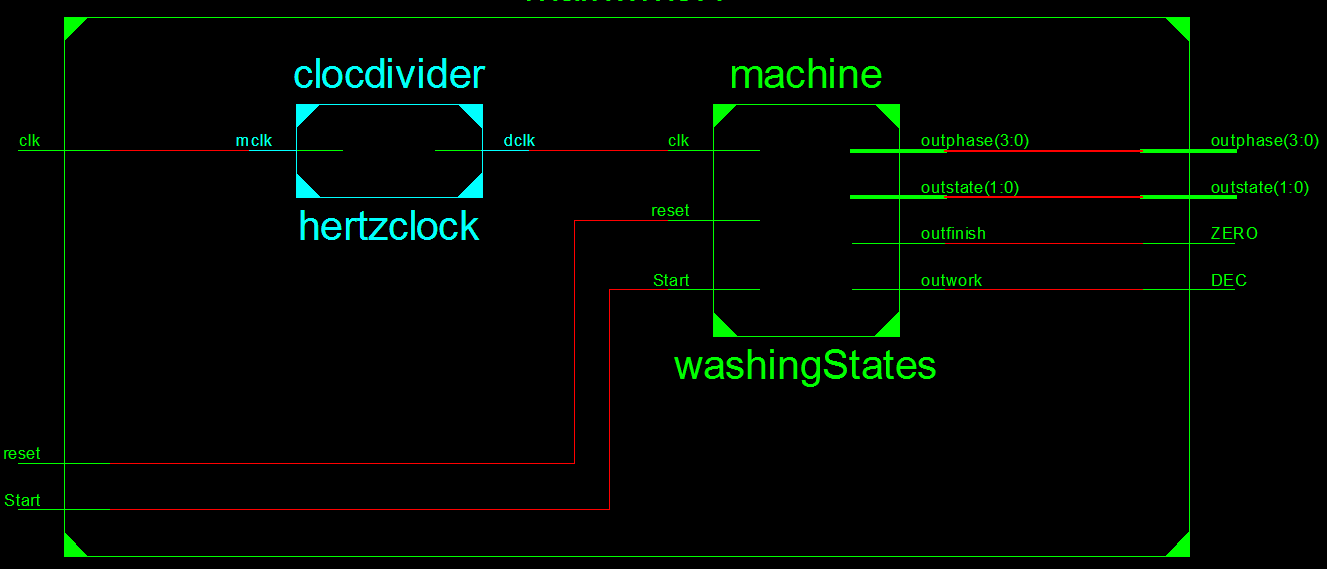 clocdivider
machine
clk
mclk
dclk
clk
outphase(3:0)
outphase(3:0)
outstate(1:0)
outstate(1:0)
reset
hertzclock
outfinish
ZERO
Start
outwork
DEC
washingStates
reset
Start